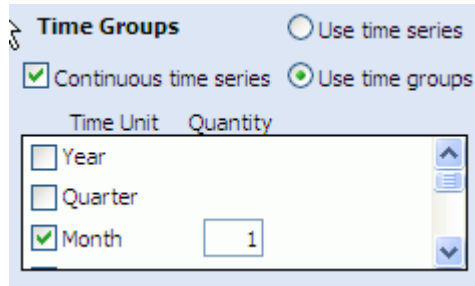 Time Groups Use time series
Continuous time series Use time groups
Time Unit Quantity
Year
Quarter
Month 1